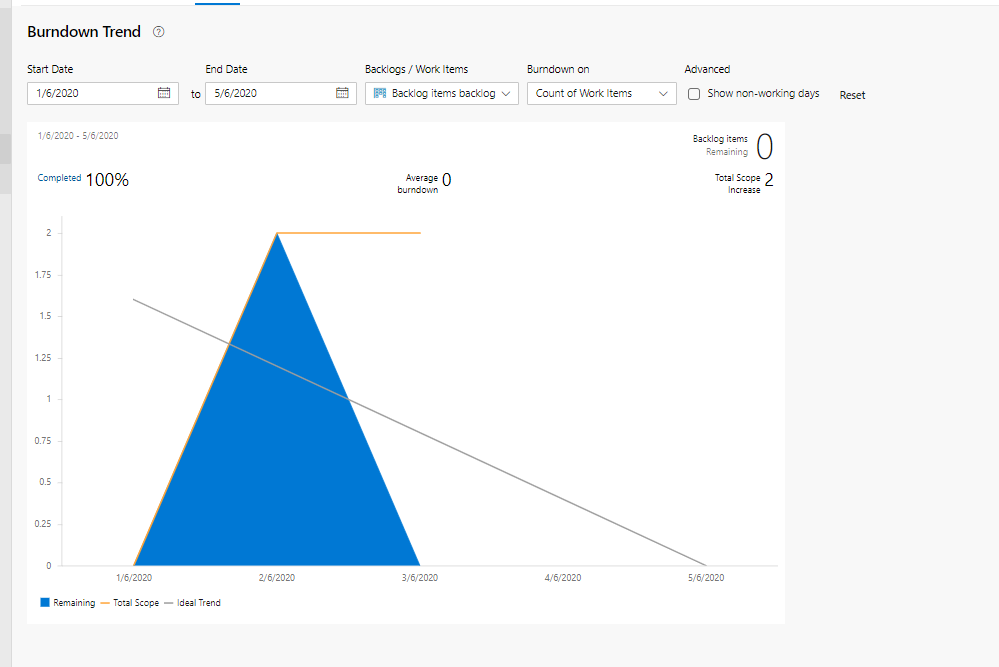 Burndown Trend ?
Start Date End Date Backlogs / Work Items Burndown on Advanced
1/6/2020 to 5/6/2020 Backlog items backlog Count of Work Items Show non-working days Reset
1/6/2020 - 5/6/2020
Backlog items
Remaining 0
Completed 100%
Average
burndown 0
Total Scope
Increase 2
2
1.75
1.5
1.25
1
0.75
0.5
0.25
0
1/6/2020 2/6/2020 3/6/2020 4/6/2020 5/6/2020
Remaining Total Scope Ideal Trend